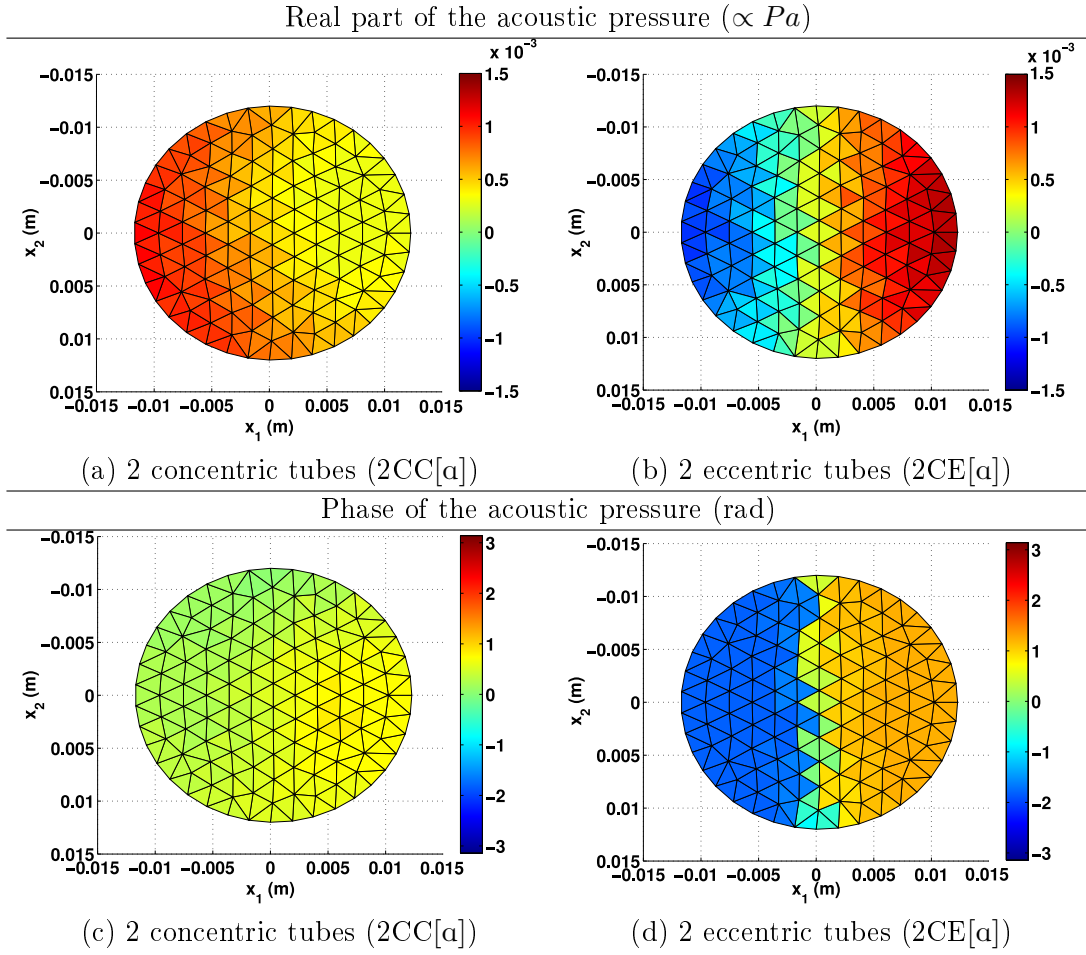 Real part of the acoustic pressure (∝ Pa)
x 10⁻³
−0.015
−0.01
−0.005
0
0.005
0.01
0.015
x₂ (m)
−0.015 −0.01 −0.005 0 0.005 0.01 0.015
x₁ (m)
1.5
1
0.5
0
−0.5
−1
−1.5
(a) 2 concentric tubes (2CC[ɑ])
x 10⁻³
−0.015
−0.01
−0.005
0
0.005
0.01
0.015
x₂ (m)
−0.015 −0.01 −0.005 0 0.005 0.01 0.015
x₁ (m)
1.5
1
0.5
0
−0.5
−1
−1.5
(b) 2 eccentric tubes (2CE[ɑ])
Phase of the acoustic pressure (rad)
−0.015
−0.01
−0.005
0
0.005
0.01
0.015
x₂ (m)
−0.015 −0.01 −0.005 0 0.005 0.01 0.015
x₁ (m)
3
2
1
0
−1
−2
−3
(c) 2 concentric tubes (2CC[ɑ])
−0.015
−0.01
−0.005
0
0.005
0.01
0.015
x₂ (m)
−0.015 −0.01 −0.005 0 0.005 0.01 0.015
x₁ (m)
3
2
1
0
−1
−2
−3
(d) 2 eccentric tubes (2CE[ɑ])